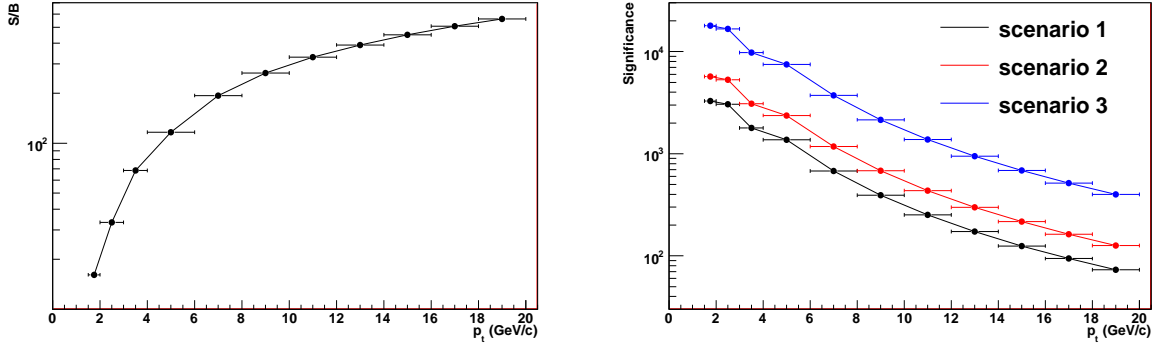 S/B
10²
2 4 6 8 10 12 14 16 18 20
p_t (GeV/c)
Significance
10⁴
10³
10²
scenario 1
scenario 2
scenario 3
0 2 4 6 8 10 12 14 16 18 20
p_t (GeV/c)